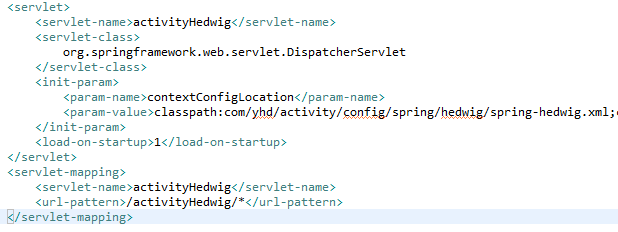 <servlet>
<servlet-name>activityHedwig</servlet-name>
<servlet-class>
org.springframework.web.servlet.DispatcherServlet
</servlet-class>
<init-param>
<param-name>contextConfigLocation</param-name>
<param-value>classpath:com/yhd/activity/config/spring/hedwig/spring-hedwig.xml;
</init-param>
<load-on-startup>1</load-on-startup>
</servlet>
<servlet-mapping>
<servlet-name>activityHedwig</servlet-name>
<url-pattern>/activityHedwig/*</url-pattern>
</servlet-mapping>